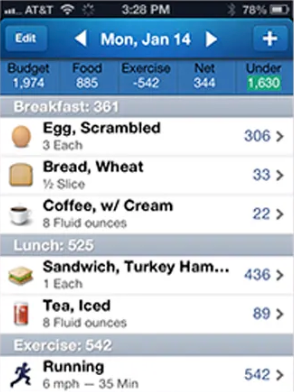 AT&T 3:28 PM 78%
Edit Mon, Jan 14 +
Budget Food Exercise Net Under
1,974 885 -542 344 1,630
Breakfast: 361
Egg, Scrambled
3 Each
306
Bread, Wheat
½ Slice
33
Coffee, w/ Cream
8 Fluid ounces
22
Lunch: 525
Sandwich, Turkey Ham...
1 Each
436
Tea, Iced
8 Fluid ounces
89
Exercise: 542
Running
6 mph — 35 Min
542